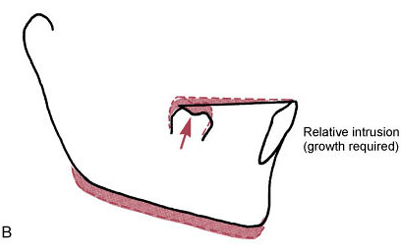 Relative intrusion
(growth required)
B